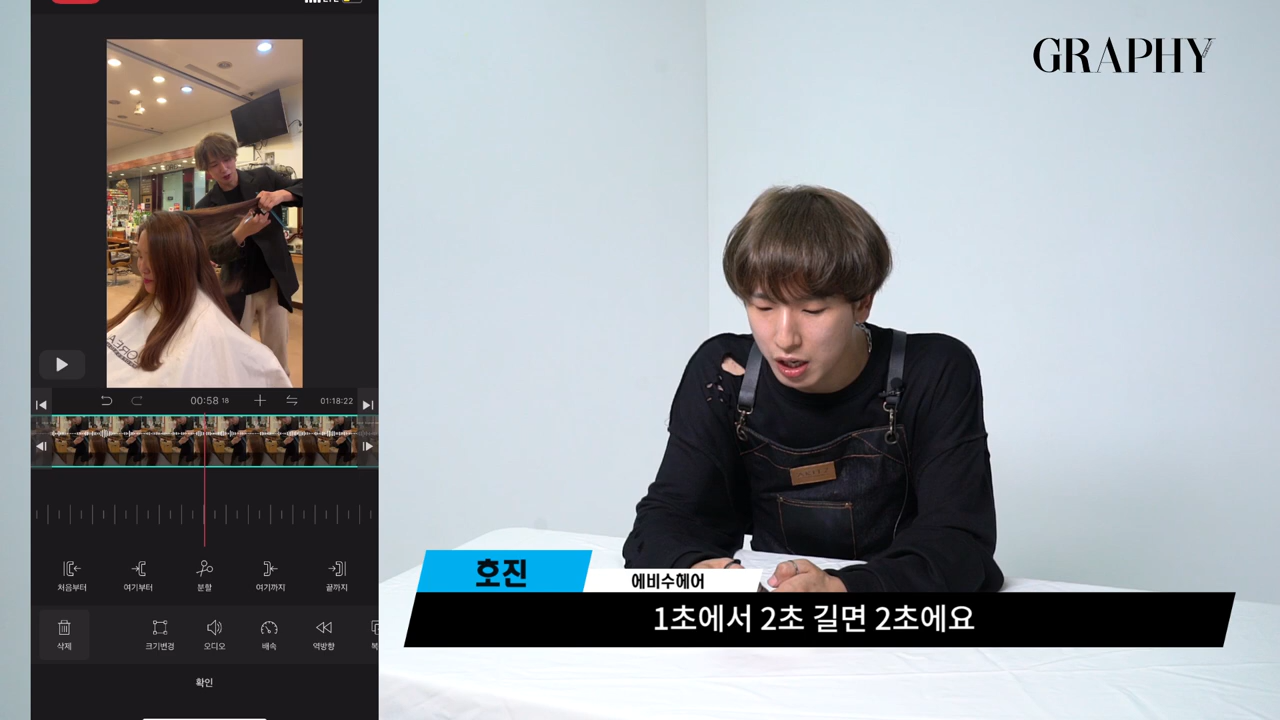 LTE
GRAPHY
00:58 18
01:18:22
처음부터
여기부터
분할
여기까지
끝까지
삭제
크기변경
오디오
배속
역방향
확인
호진
에비수헤어
1초에서 2초 길면 2초에요